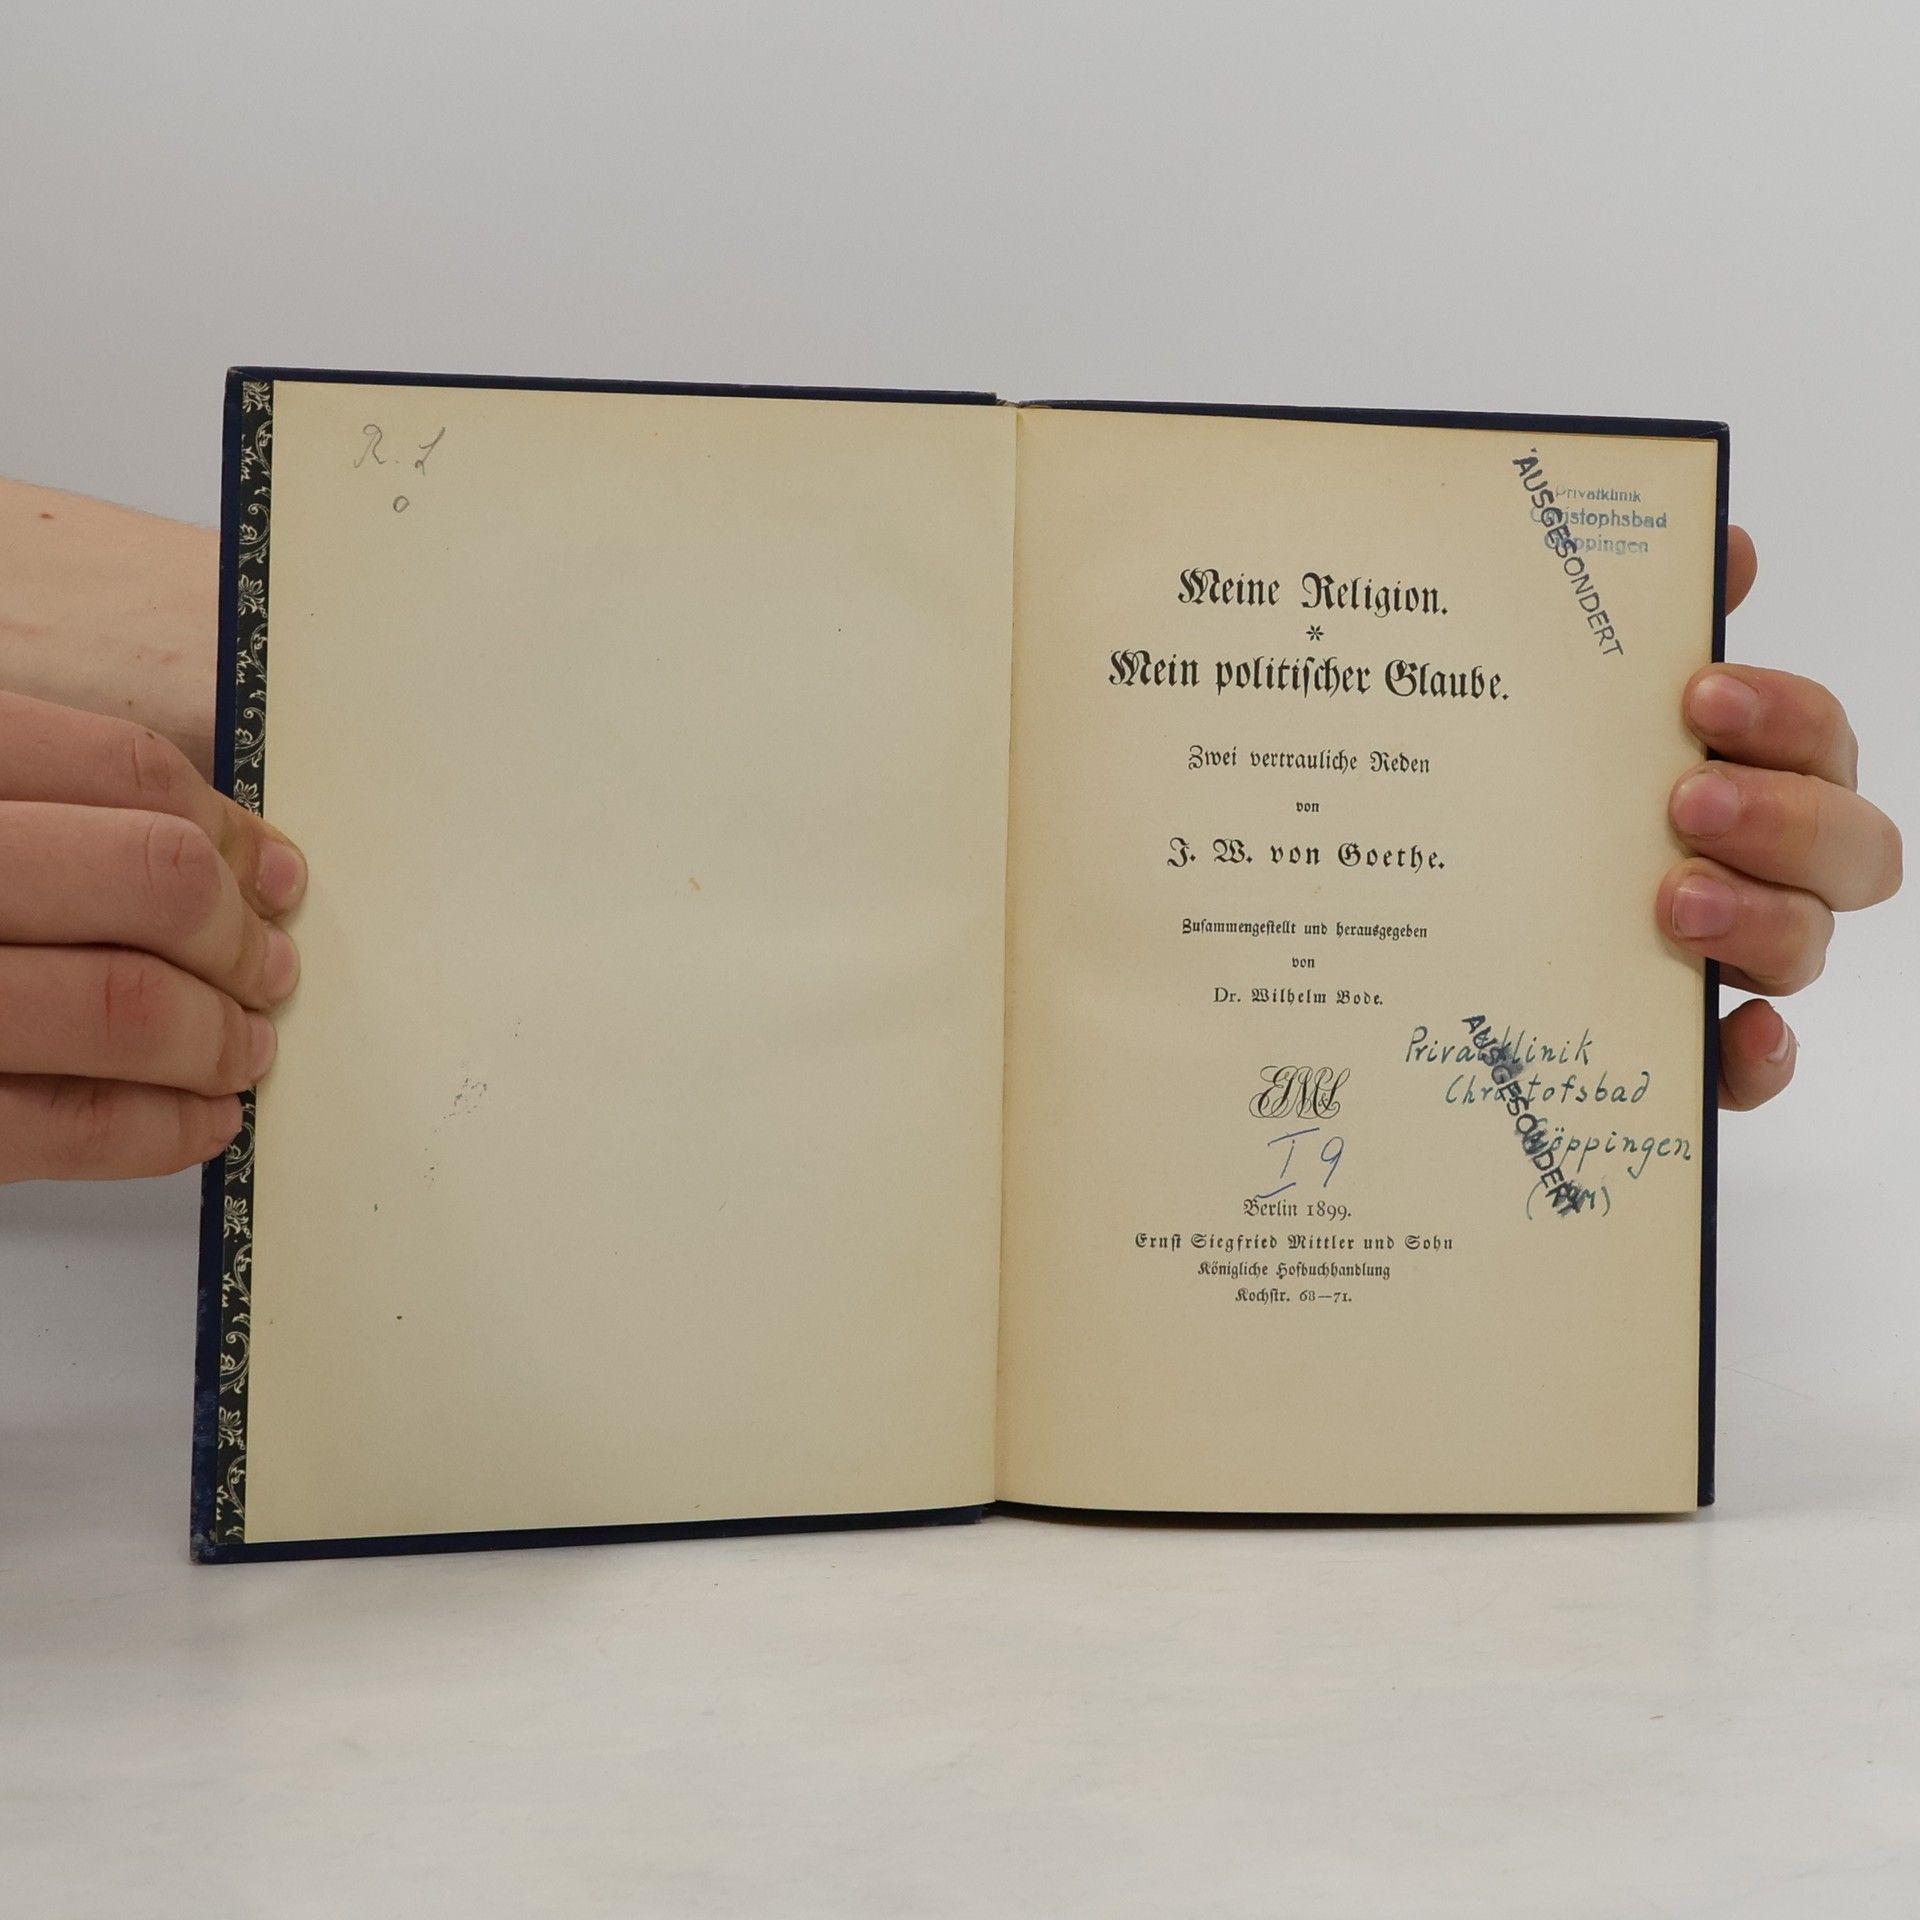 R. L
o
AUSGESONDERT
Privatklinik
Christophsbad
Göppingen
Meine Religion.
*
Mein politiſcher Glaube.
Zwei vertrauliche Reden
von
J. W. von Goethe.
Zuſammengeſtellt und herausgegeben
von
Dr. Wilhelm Bode.
AUSGESONDERT
Privatklinik
Christofsbad
Göppingen
I 9
Berlin 1899.
Ernſt Siegfried Mittler und Sohn
Königliche Hofbuchhandlung
Kochſtr. 68—71.